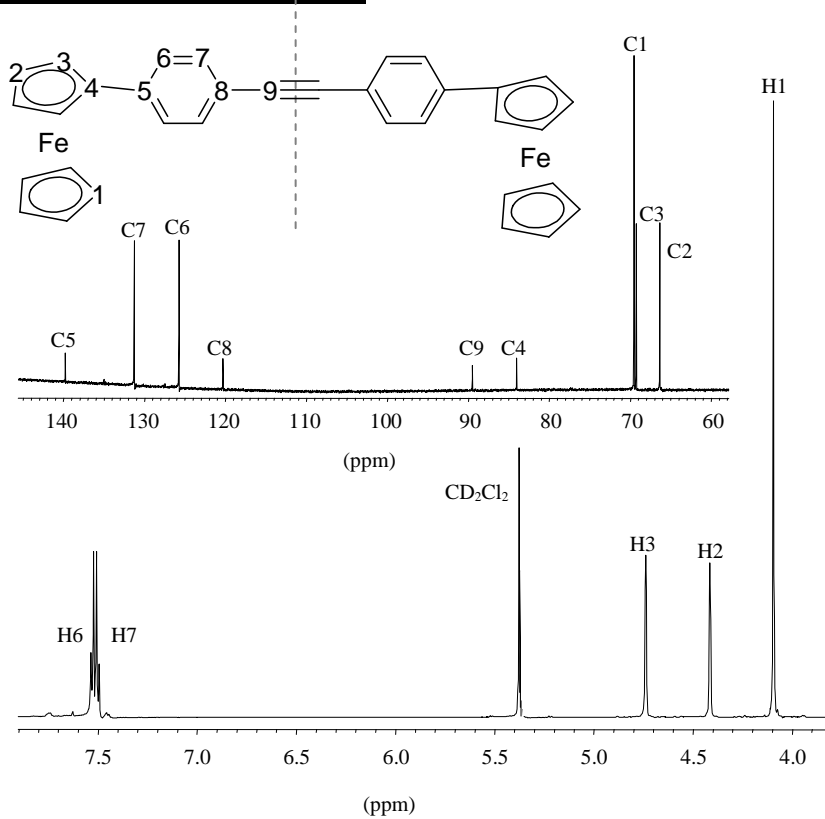 C1
6 7
3
2
4 5 8 9
H1
Fe
Fe
1
C7
C6
C3
C2
C5
C8
C9 C4
140 130 120 110 100 90 80 70 60
(ppm)
CD₂Cl₂
H3
H2
H6 H7
7.5 7.0 6.5 6.0 5.5 5.0 4.5 4.0
(ppm)